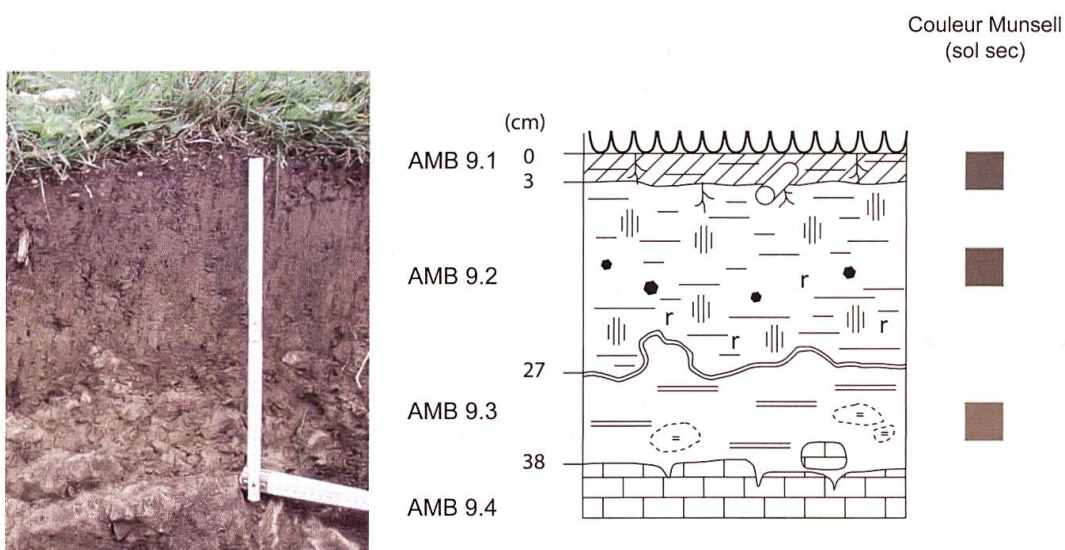 Couleur Munsell
(sol sec)
(cm)
AMB 9.1
0
3
AMB 9.2
r
r
r
r
27
AMB 9.3
38
AMB 9.4